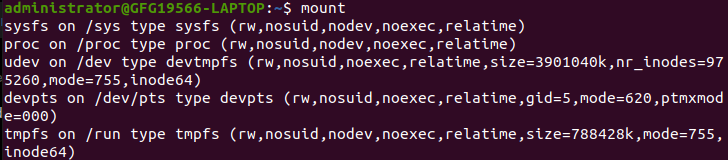 administrator@GFG19566-LAPTOP:~$ mount
sysfs on /sys type sysfs (rw,nosuid,nodev,noexec,relatime)
proc on /proc type proc (rw,nosuid,nodev,noexec,relatime)
udev on /dev type devtmpfs (rw,nosuid,noexec,relatime,size=3901040k,nr_inodes=97
5260,mode=755,inode64)
devpts on /dev/pts type devpts (rw,nosuid,noexec,relatime,gid=5,mode=620,ptmxmod
e=000)
tmpfs on /run type tmpfs (rw,nosuid,nodev,noexec,relatime,size=788428k,mode=755,
inode64)